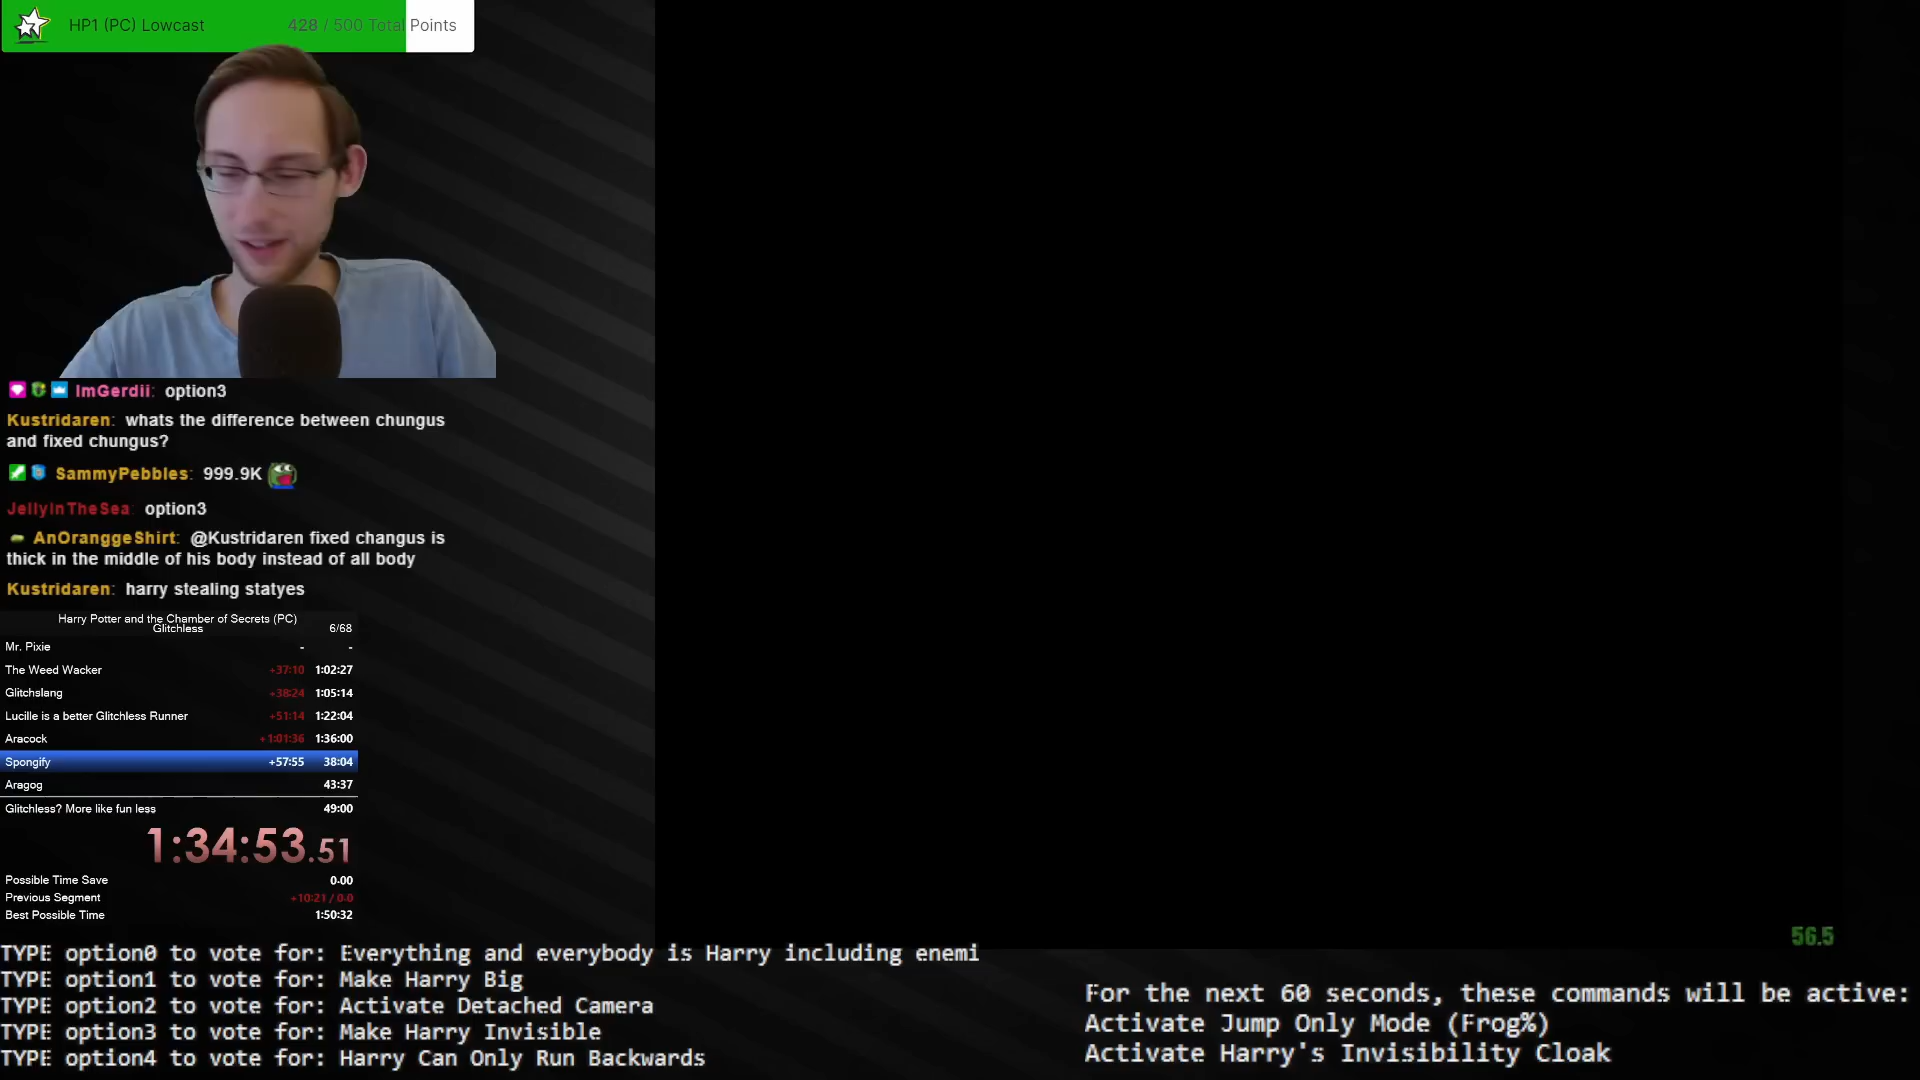 HP1 (PC) Lowcast 428 / 500 Total Points
ImGerdii: option3
Kustridaren: whats the difference between chungus
and fixed chungus?
SammyPebbles: 999.9K
JellyInTheSea: option3
AnOranggeShirt: @Kustridaren fixed changus is
thick in the middle of his body instead of all body
Kustridaren: harry stealing statyes
Harry Potter and the Chamber of Secrets (PC)
Glitchless 6/68
Mr. Pixie - -
The Weed Wacker +37:10 1:02:27
Glitchslang +38:24 1:05:14
Lucille is a better Glitchless Runner +51:14 1:22:04
Aracock +1:01:36 1:36:00
Spongify +57:55 38:04
Aragog 43:37
Glitchless? More like fun less 49:00
1:34:53.51
Possible Time Save 0:00
Previous Segment +10:21 / 0:0
Best Possible Time 1:50:32
56.5
TYPE option0 to vote for: Everything and everybody is Harry including enemi
TYPE option1 to vote for: Make Harry Big
TYPE option2 to vote for: Activate Detached Camera
TYPE option3 to vote for: Make Harry Invisible
TYPE option4 to vote for: Harry Can Only Run Backwards
For the next 60 seconds, these commands will be active:
Activate Jump Only Mode (Frog%)
Activate Harry's Invisibility Cloak